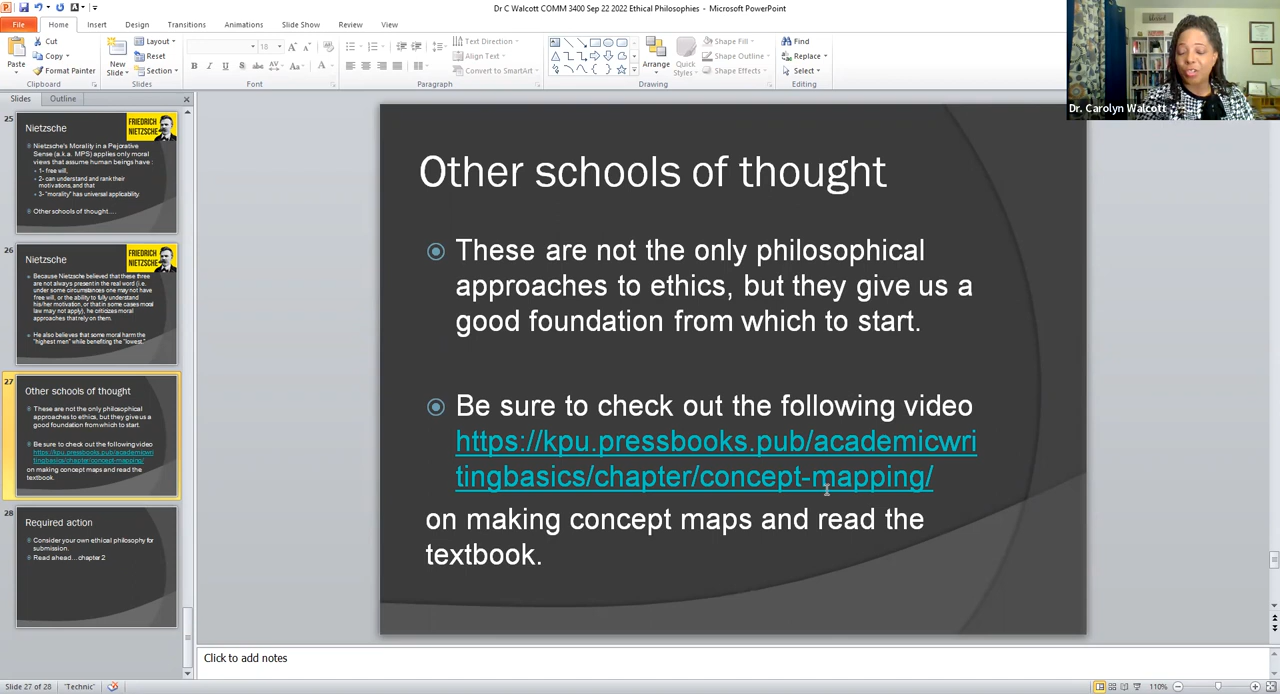 Dr C Walcott COMM 3400 Sep 22 2022 Ethical Philosophies - Microsoft PowerPoint
File Home Insert Design Transitions Animations Slide Show Review View
Paste
Cut
Copy
Format Painter
Clipboard
New
Slide
Layout
Reset
Section
Slides
18
Font
Paragraph
Text Direction
Align Text
Convert to SmartArt
Arrange
Quick
Styles
Shape Fill
Shape Outline
Shape Effects
Drawing
Find
Replace
Select
Editing
Dr. Carolyn Walcott
Slides Outline
25
Nietzsche
FRIEDRICH
NIETZSCHE
Nietzsche's Morality in a Pejorative
Sense (a.k.a. MPS) applies only moral
views that assume human beings have :
1- free will,
2- can understand and rank their
motivations, and that
3- "morality" has universal applicability.
Other schools of thought....
26
Nietzsche
FRIEDRICH
NIETZSCHE
Because Nietzsche believed that these three
are not always present in the real word (i.e.
under some circumstances one may not have
free will, or the ability to fully understand
his/her motivation, or that in some cases moral
law may not apply), he criticizes moral
approaches that rely on them.
He also believes that some moral harm the
"highest men" while benefiting the "lowest."
27
Other schools of thought
These are not the only philosophical
approaches to ethics, but they give us a
good foundation from which to start.
Be sure to check out the following video
https://kpu.pressbooks.pub/academicwri
tingbasics/chapter/concept-mapping/
on making concept maps and read the
textbook.
28
Required action
Consider your own ethical philosophy for
submission.
Read ahead...chapter 2
Other schools of thought
These are not the only philosophical
approaches to ethics, but they give us a
good foundation from which to start.
Be sure to check out the following video
https://kpu.pressbooks.pub/academicwri
tingbasics/chapter/concept-mapping/
on making concept maps and read the
textbook.
Click to add notes
Slide 27 of 28 "Technic" 110%